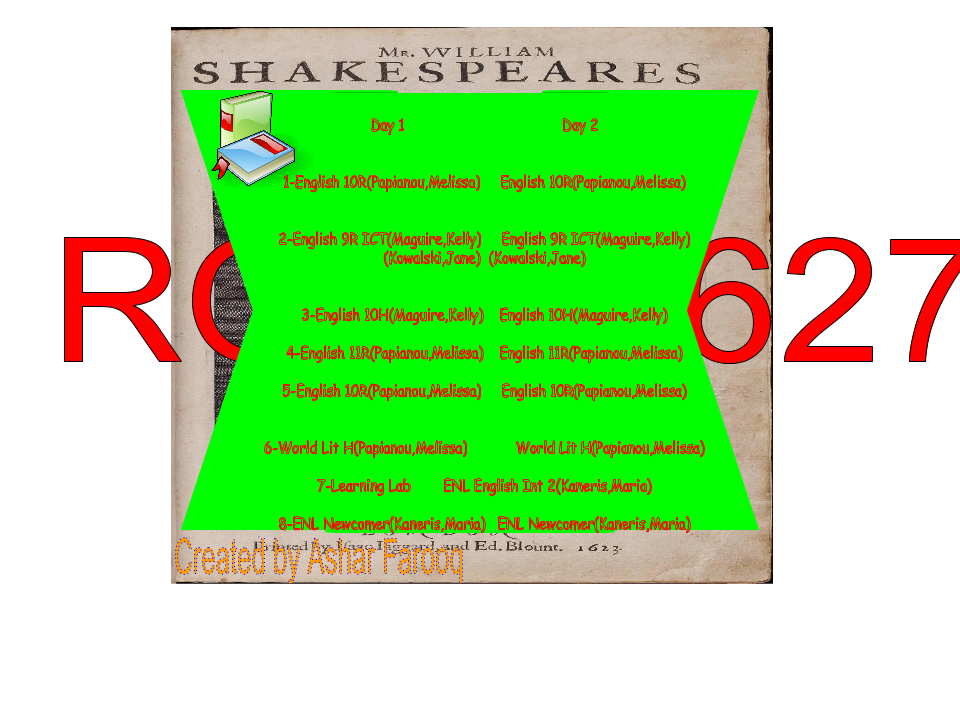 Mr. WILLIAM
SHAKESPEARES
Day 1 Day 2
1-English 10R(Papianou,Melissa) English 10R(Papianou,Melissa)
2-English 9R ICT(Maguire,Kelly) English 9R ICT(Maguire,Kelly)
(Kowalski,Jane) (Kowalski,Jane)
627
3-English 10H(Maguire,Kelly) English 10H(Maguire,Kelly)
4-English 11R(Papianou,Melissa) English 11R(Papianou,Melissa)
5-English 10R(Papianou,Melissa) English 10R(Papianou,Melissa)
6-World Lit H(Papianou,Melissa) World Lit H(Papianou,Melissa)
7-Learning Lab ENL English Int 2(Kaneris,Maria)
8-ENL Newcomer(Kaneris,Maria) ENL Newcomer(Kaneris,Maria)
Printed by Isaac Iaggard, and Ed. Blount. 1623.
Created by Ashar Farooq